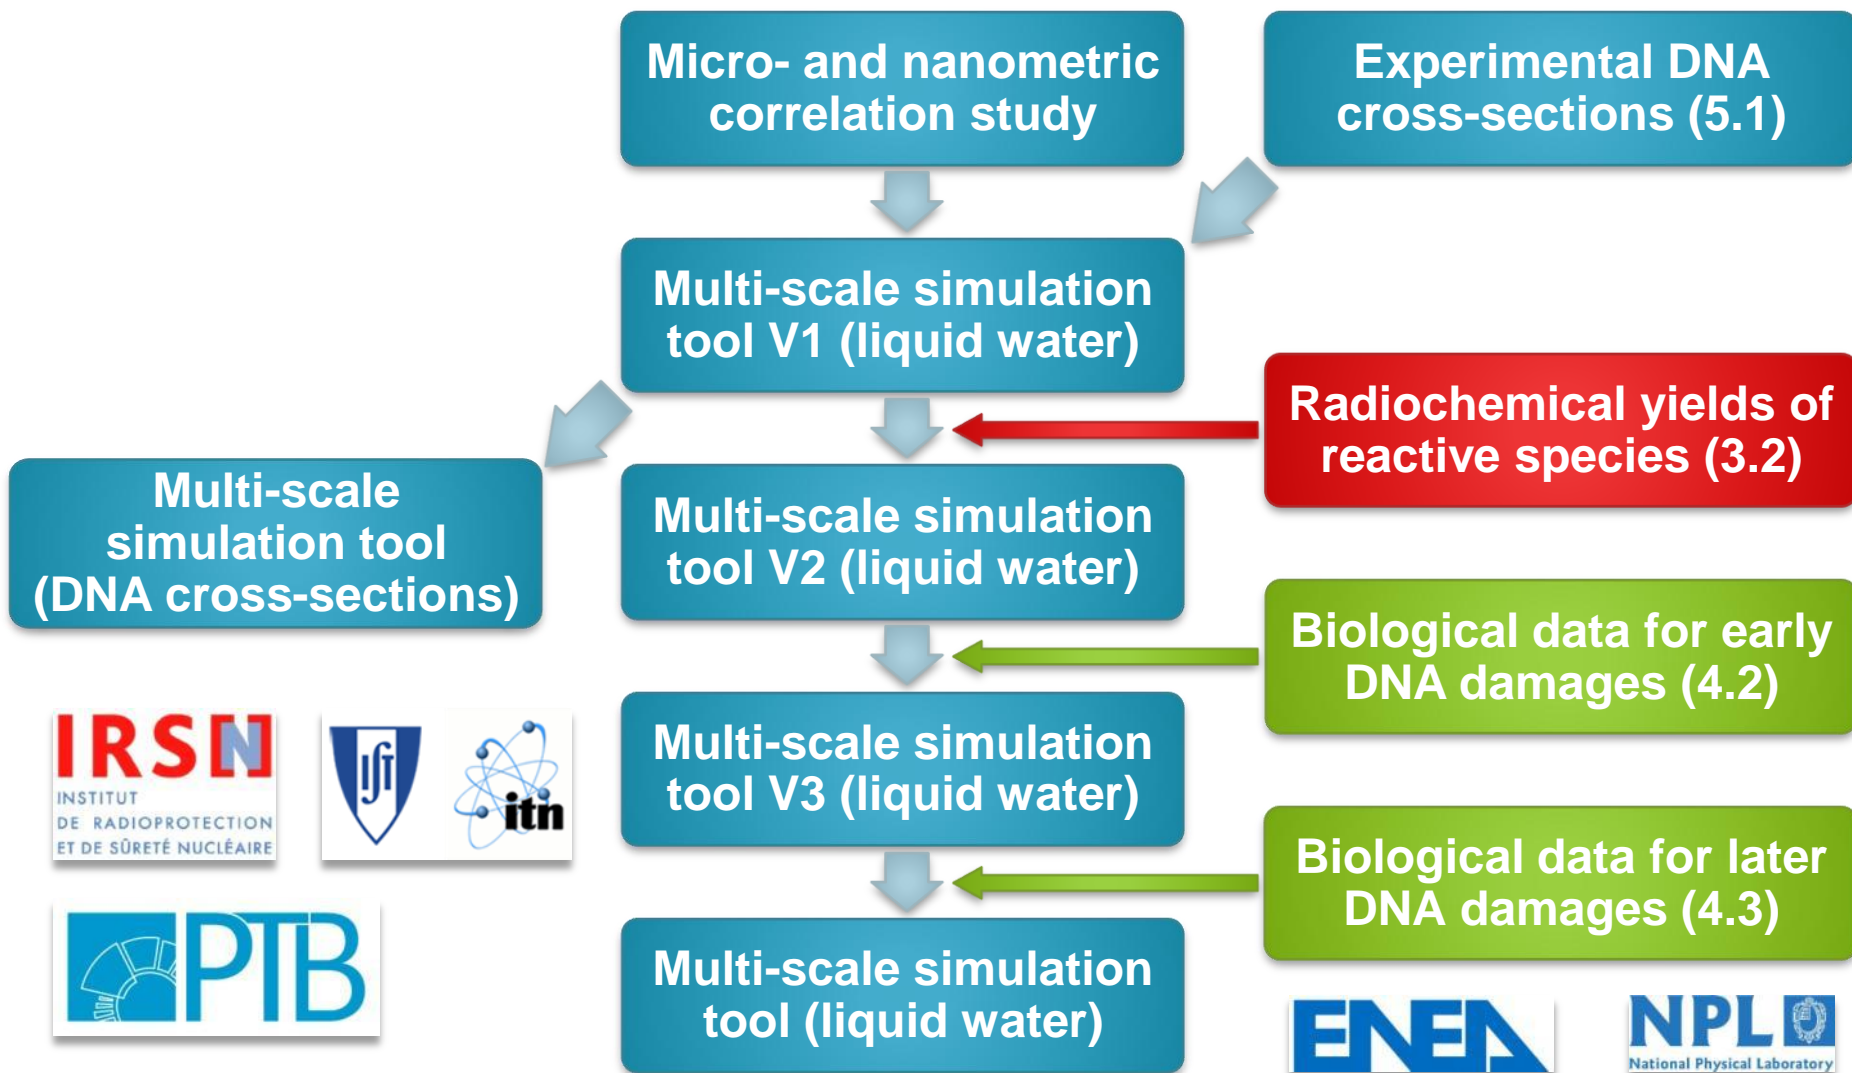 Micro- and nanometric
correlation study
Experimental DNA
cross-sections (5.1)
Multi-scale simulation
tool V1 (liquid water)
Radiochemical yields of
reactive species (3.2)
Multi-scale
simulation tool
(DNA cross-sections)
Multi-scale simulation
tool V2 (liquid water)
Biological data for early
DNA damages (4.2)
Multi-scale simulation
tool V3 (liquid water)
Biological data for later
DNA damages (4.3)
Multi-scale simulation
tool (liquid water)
IRSN
INSTITUT
DE RADIOPROTECTION
ET DE SÛRETÉ NUCLÉAIRE
IST
itn
PTB
ENEA
NPL
National Physical Laboratory